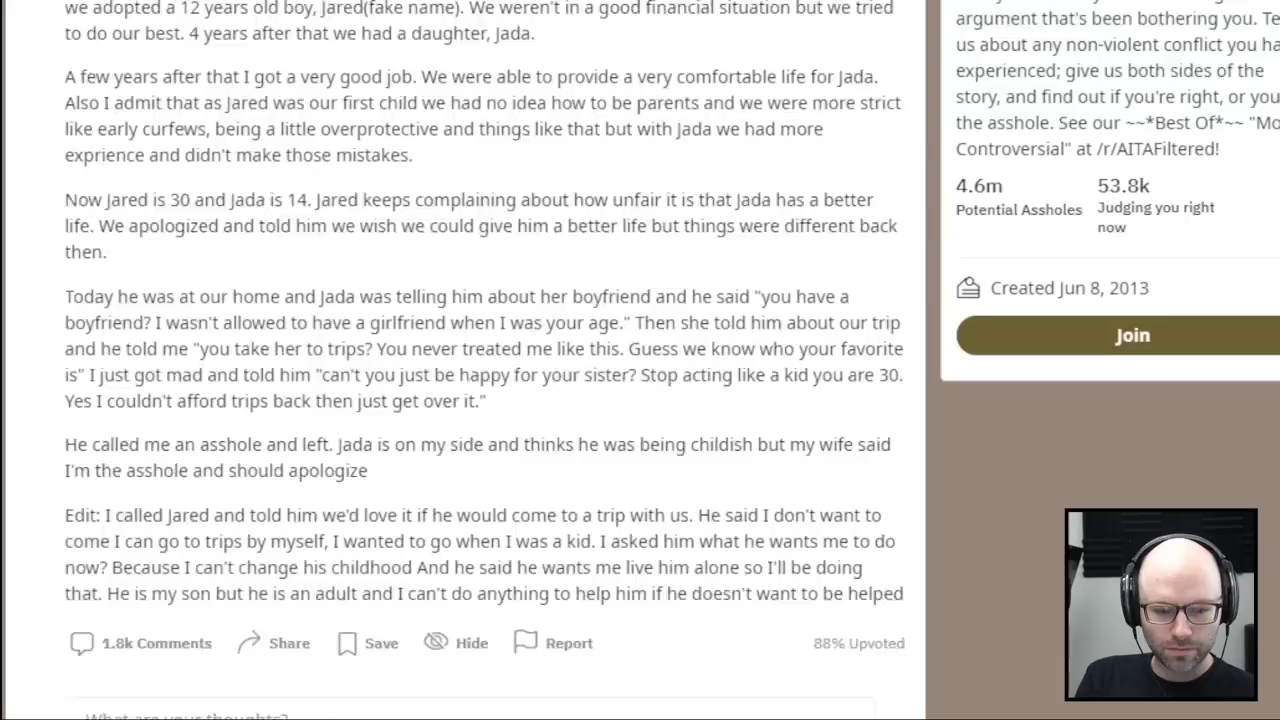 we adopted a 12 years old boy, Jared(fake name). We weren't in a good financial situation but we tried
to do our best. 4 years after that we had a daughter, Jada.
A few years after that I got a very good job. We were able to provide a very comfortable life for Jada.
Also I admit that as Jared was our first child we had no idea how to be parents and we were more strict
like early curfews, being a little overprotective and things like that but with Jada we had more
exprience and didn't make those mistakes.
Now Jared is 30 and Jada is 14. Jared keeps complaining about how unfair it is that Jada has a better
life. We apologized and told him we wish we could give him a better life but things were different back
then.
Today he was at our home and Jada was telling him about her boyfriend and he said "you have a
boyfriend? I wasn't allowed to have a girlfriend when I was your age." Then she told him about our trip
and he told me "you take her to trips? You never treated me like this. Guess we know who your favorite
is" I just got mad and told him "can't you just be happy for your sister? Stop acting like a kid you are 30.
Yes I couldn't afford trips back then just get over it."
He called me an asshole and left. Jada is on my side and thinks he was being childish but my wife said
I'm the asshole and should apologize
Edit: I called Jared and told him we'd love it if he would come to a trip with us. He said I don't want to
come I can go to trips by myself, I wanted to go when I was a kid. I asked him what he wants me to do
now? Because I can't change his childhood And he said he wants me live him alone so I'll be doing
that. He is my son but he is an adult and I can't do anything to help him if he doesn't want to be helped
1.8k Comments Share Save Hide Report 88% Upvoted
What are your thoughts?
argument that's been bothering you. Te
us about any non-violent conflict you ha
experienced; give us both sides of the
story, and find out if you're right, or you
the asshole. See our ~~*Best Of*~~ "Mo
Controversial" at /r/AITAFiltered!
4.6m 53.8k
Potential Assholes Judging you right
now
Created Jun 8, 2013
Join